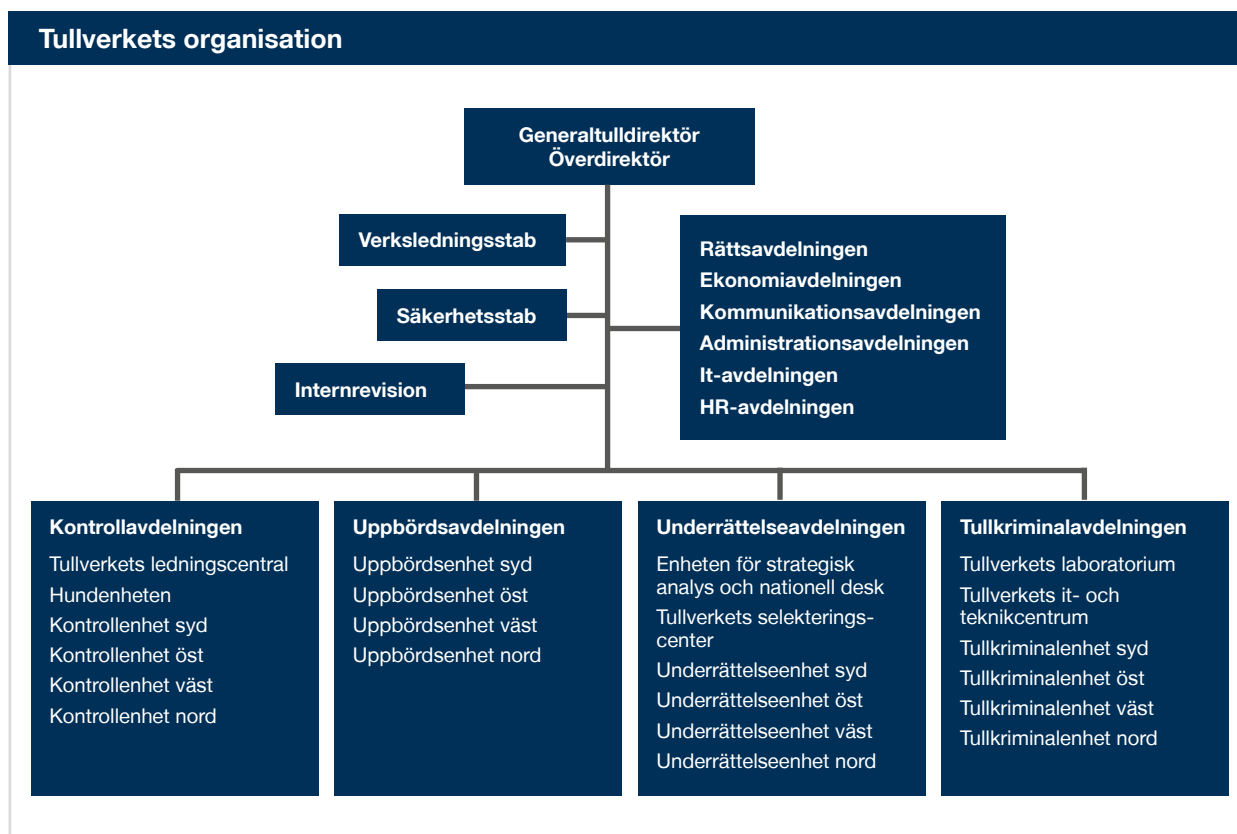 Tullverkets organisation
Generaltulldirektör
Överdirektör
Verksledningsstab
Säkerhetsstab
Internrevision
Rättsavdelningen
Ekonomiavdelningen
Kommunikationsavdelningen
Administrationsavdelningen
It-avdelningen
HR-avdelningen
Kontrollavdelningen
Tullverkets ledningscentral
Hundenheten
Kontrollenhet syd
Kontrollenhet öst
Kontrollenhet väst
Kontrollenhet nord
Uppbördsavdelningen
Uppbördsenhet syd
Uppbördsenhet öst
Uppbördsenhet väst
Uppbördsenhet nord
Underrättelseavdelningen
Enheten för strategisk
analys och nationell desk
Tullverkets selekterings-
center
Underrättelseenhet syd
Underrättelseenhet öst
Underrättelseenhet väst
Underrättelseenhet nord
Tullkriminalavdelningen
Tullverkets laboratorium
Tullverkets it- och
teknikcentrum
Tullkriminalenhet syd
Tullkriminalenhet öst
Tullkriminalenhet väst
Tullkriminalenhet nord